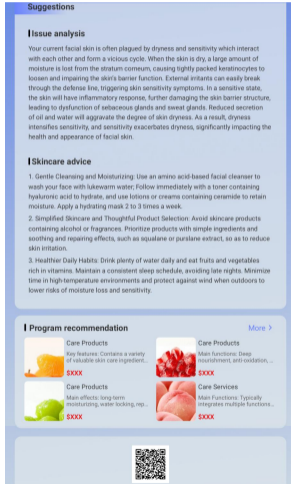 Suggestions
Issue analysis
Your current facial skin is often plagued by dryness and sensitivity which interact
with each other and form a vicious cycle. When the skin is dry, a large amount of
moisture is lost from the stratum corneum, causing tightly packed keratinocytes to
loosen and impairing the skin's barrier function. External irritants can easily break
through the defense line, triggering skin sensitivity symptoms. In a sensitive state,
the skin will have inflammatory response, further damaging the skin barrier structure,
leading to dysfunction of sebaceous glands and sweat glands. Reduced secretion
of oil and water will aggravate the degree of skin dryness. As a result, dryness
intensifies sensitivity, and sensitivity exacerbates dryness, significantly impacting the
health and appearance of facial skin.
Skincare advice
1. Gentle Cleansing and Moisturizing: Use an amino acid-based facial cleanser to
wash your face with lukewarm water; Follow immediately with a toner containing
hyaluronic acid to hydrate, and use lotions or creams containing ceramide to retain
moisture. Apply a hydrating mask 2 to 3 times a week.
2. Simplified Skincare and Thoughtful Product Selection: Avoid skincare products
containing alcohol or fragrances. Prioritize products with simple ingredients and
soothing and repairing effects, such as squalane or purslane extract, so as to reduce
skin irritation.
3. Healthier Daily Habits: Drink plenty of water daily and eat fruits and vegetables
rich in vitamins. Maintain a consistent sleep schedule, avoiding late nights. Minimize
time in high-temperature environments and protect against wind when outdoors to
lower risks of moisture loss and sensitivity.
Program recommendation
More >
Care Products
Key features: Contains a variety
of valuable skin care ingredient...
$XXX
Care Products
Main functions: Deep
nourishment, anti-oxidation, ...
$XXX
Care Products
Main effects: long-term
moisturizing, water locking, rep...
$XXX
Care Services
Main Functions: Typically
integrates multiple functions...
$XXX